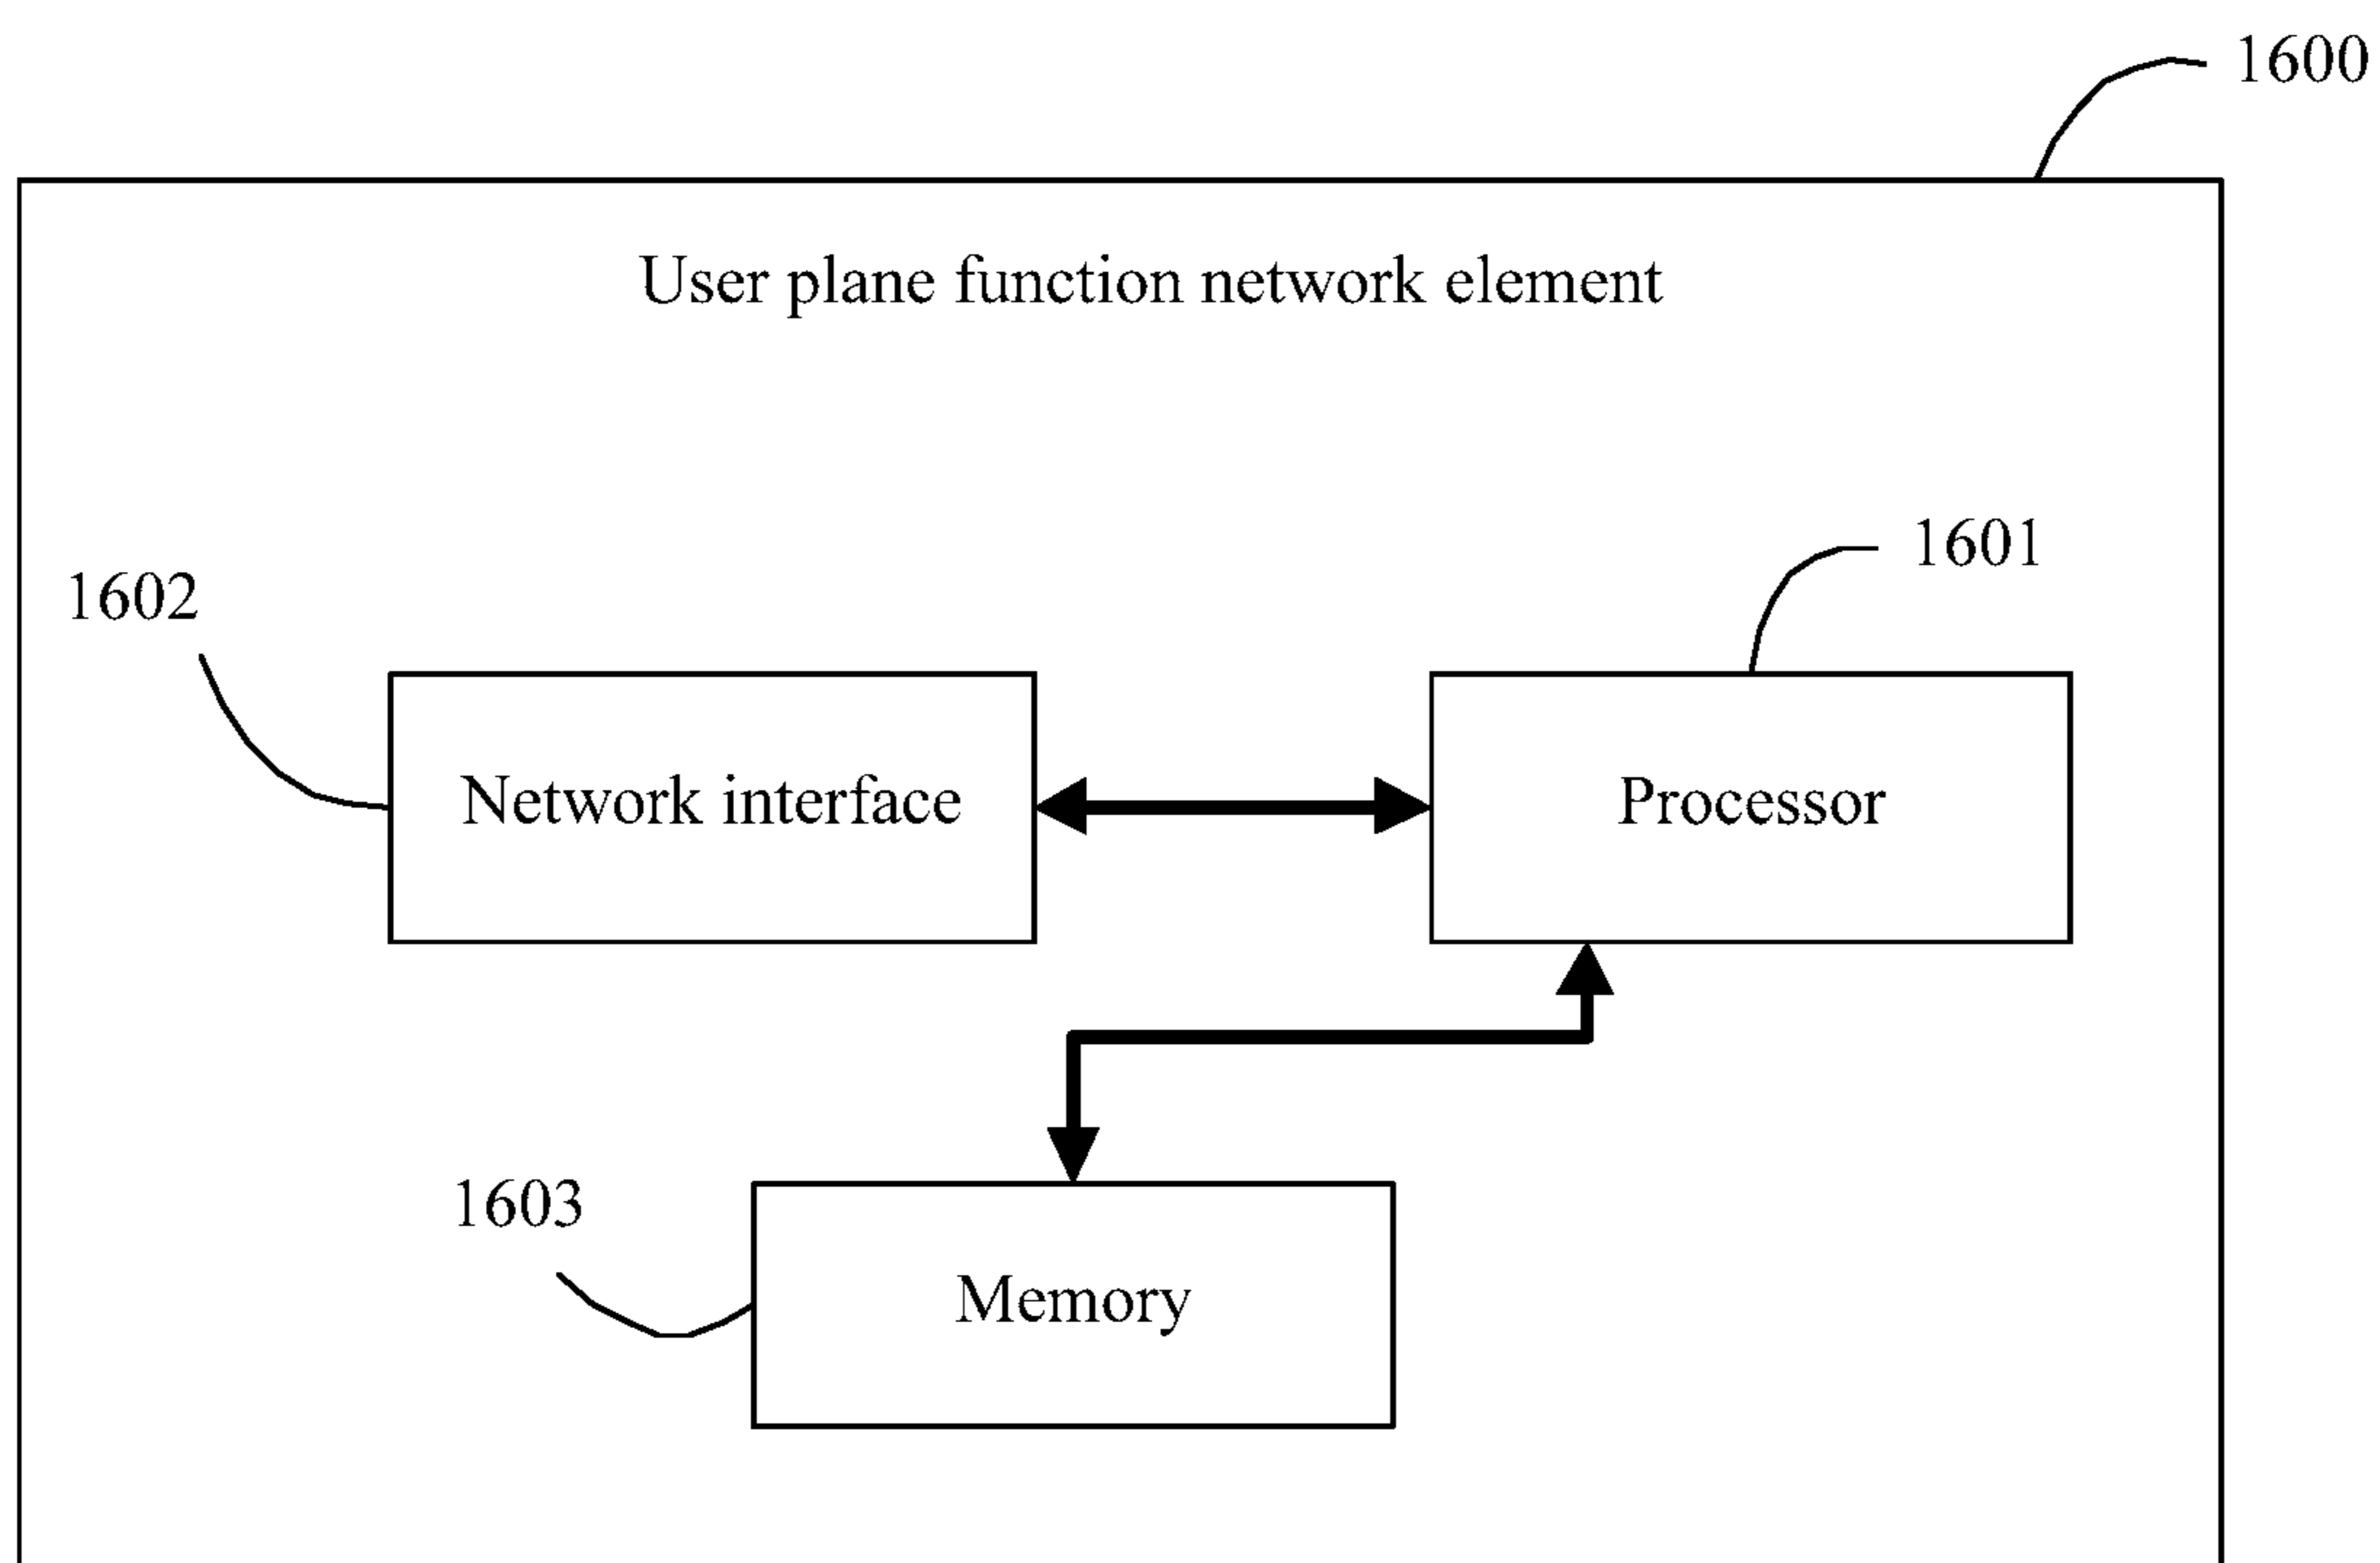 1600
User plane function network element
1601
1602
Network interface
Processor
1603
Memory